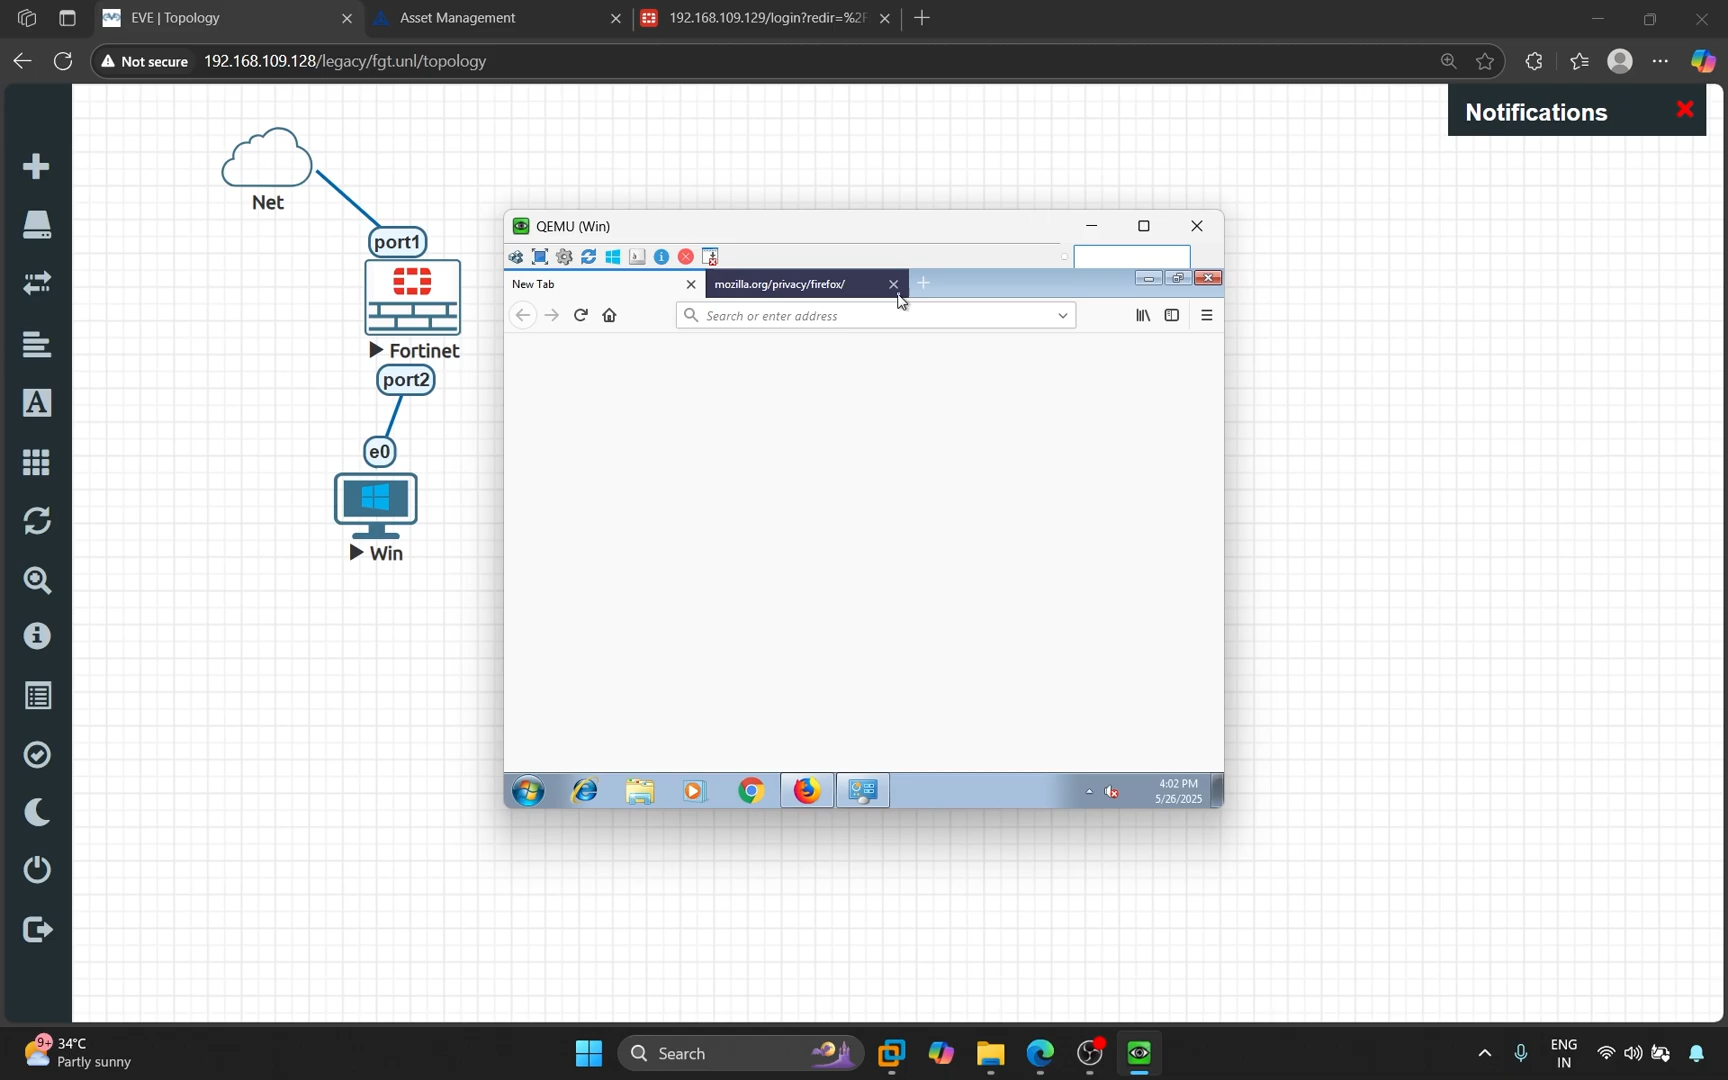 EVE | Topology
Asset Management
192.168.109.129/login?redir=%2F
Not secure
192.168.109.128/legacy/fgt.unl/topology
Notifications
Net
port1
Fortinet
port2
e0
Win
QEMU (Win)
New Tab
mozilla.org/privacy/firefox/
Search or enter address
4:02 PM
5/26/2025
A
9+
34°C
Partly sunny
Search
ENG
IN